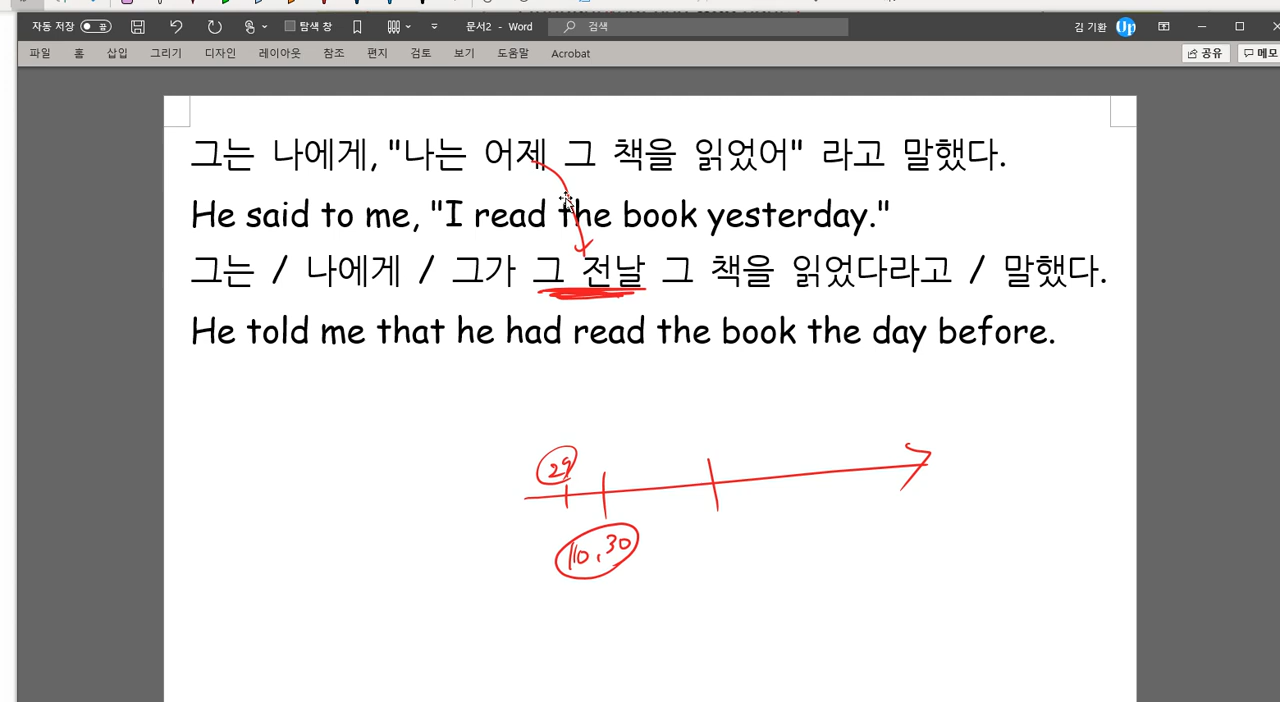 자동 저장 끔 탐색 창 문서2 - Word 검색 김 기환 Up
파일 홈 삽입 그리기 디자인 레이아웃 참조 편지 검토 보기 도움말 Acrobat 공유 메모
그는 나에게, "나는 어제 그 책을 읽었어" 라고 말했다.
He said to me, "I read the book yesterday."
그는 / 나에게 / 그가 그 전날 그 책을 읽었다라고 / 말했다.
He told me that he had read the book the day before.
29
10, 30